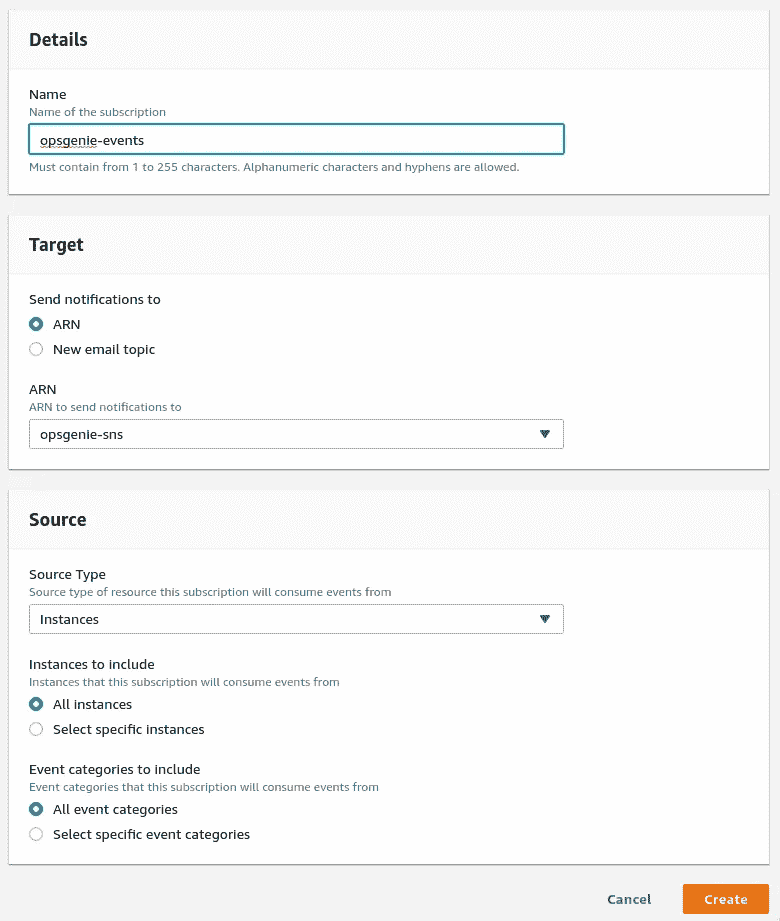 Details
Name
Name of the subscription
opsgenie-events
Must contain from 1 to 255 characters. Alphanumeric characters and hyphens are allowed.
Target
Send notifications to
ARN
New email topic
ARN
ARN to send notifications to
opsgenie-sns
Source
Source Type
Source type of resource this subscription will consume events from
Instances
Instances to include
Instances that this subscription will consume events from
All instances
Select specific instances
Event categories to include
Event categories that this subscription will consume events from
All event categories
Select specific event categories
Cancel Create